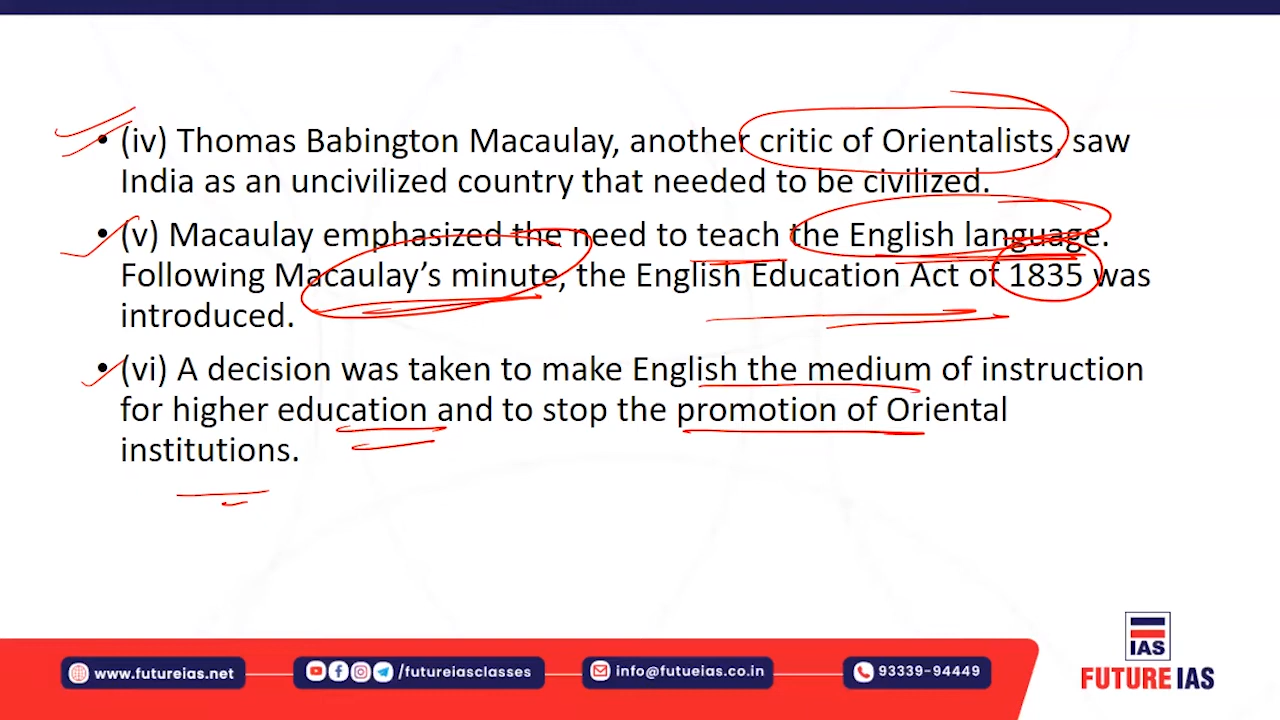 • (iv) Thomas Babington Macaulay, another critic of Orientalists, saw
India as an uncivilized country that needed to be civilized.
• (v) Macaulay emphasized the need to teach the English language.
Following Macaulay’s minute, the English Education Act of 1835 was
introduced.
• (vi) A decision was taken to make English the medium of instruction
for higher education and to stop the promotion of Oriental
institutions.
IAS
FUTURE IAS
www.futureias.net
/futureiasclasses
info@futueias.co.in
93339-94449